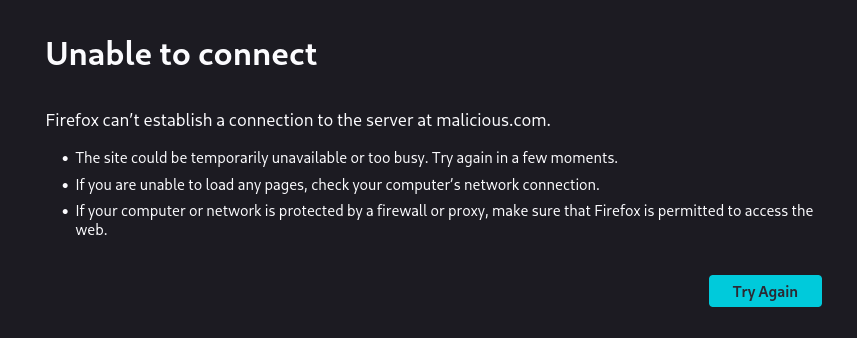 Unable to connect
Firefox can’t establish a connection to the server at malicious.com.
• The site could be temporarily unavailable or too busy. Try again in a few moments.
• If you are unable to load any pages, check your computer’s network connection.
• If your computer or network is protected by a firewall or proxy, make sure that Firefox is permitted to access the
web.
Try Again